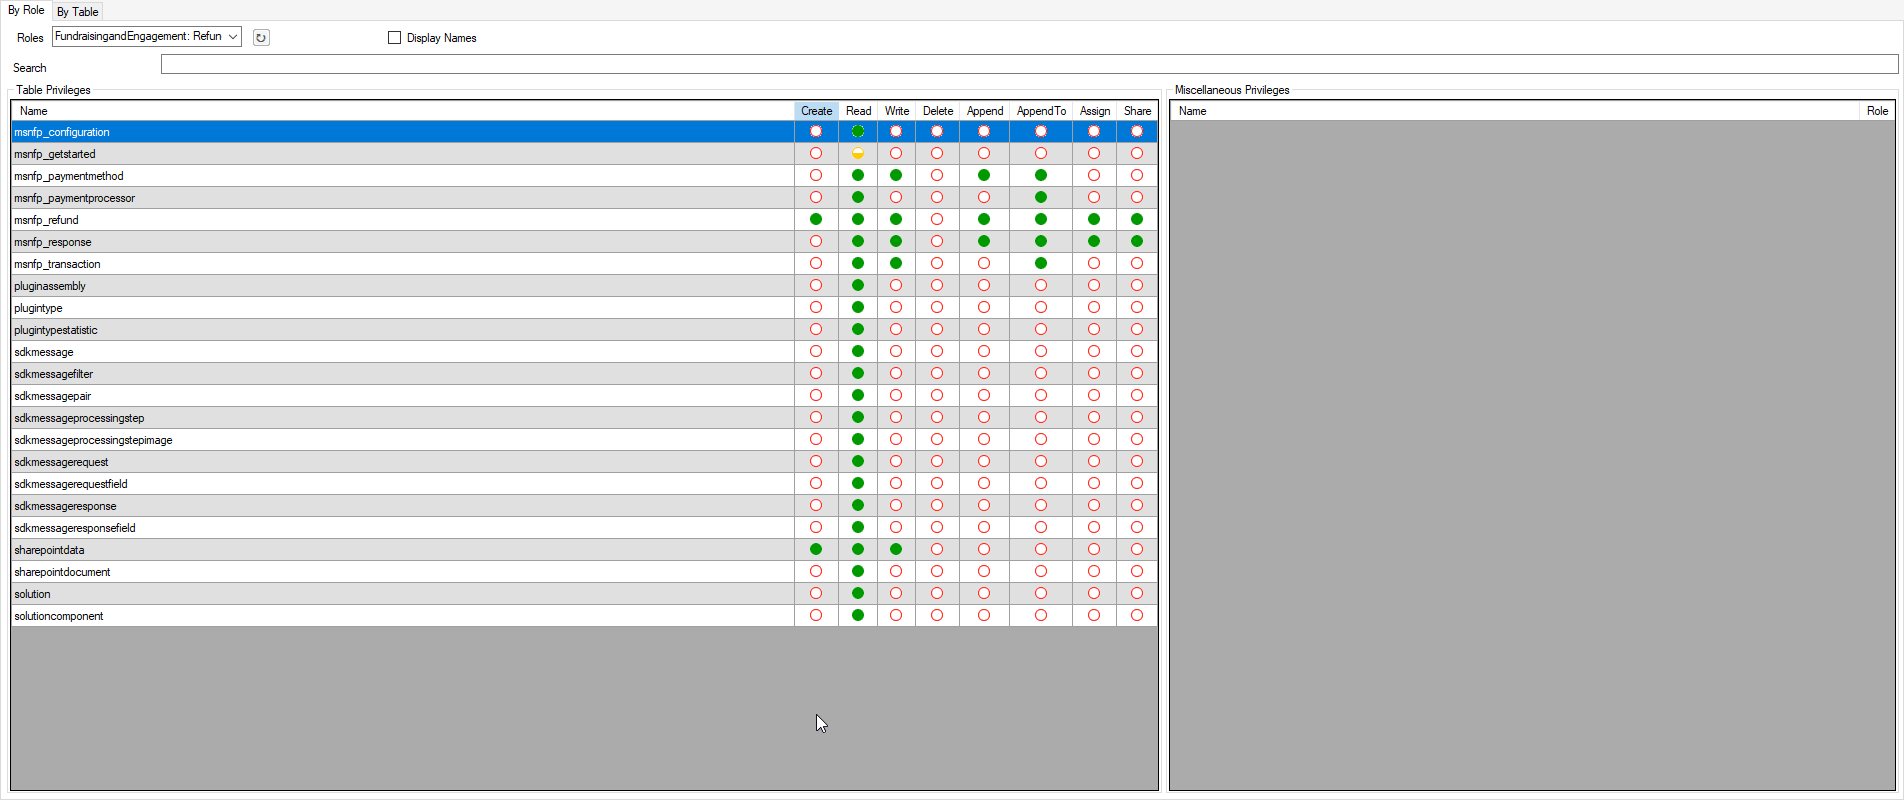 By Role By Table
Roles FundraisingandEngagement: Refun Display Names
Search
Table Privileges Miscellaneous Privileges
Name Create Read Write Delete Append AppendTo Assign Share Name Role
msnfp_configuration
msnfp_getstarted
msnfp_paymentmethod
msnfp_paymentprocessor
msnfp_refund
msnfp_response
msnfp_transaction
pluginassembly
plugintype
plugintypestatistic
sdkmessage
sdkmessagefilter
sdkmessagepair
sdkmessageprocessingstep
sdkmessageprocessingstepimage
sdkmessagerequest
sdkmessagerequestfield
sdkmessageresponse
sdkmessageresponsefield
sharepointdata
sharepointdocument
solution
solutioncomponent